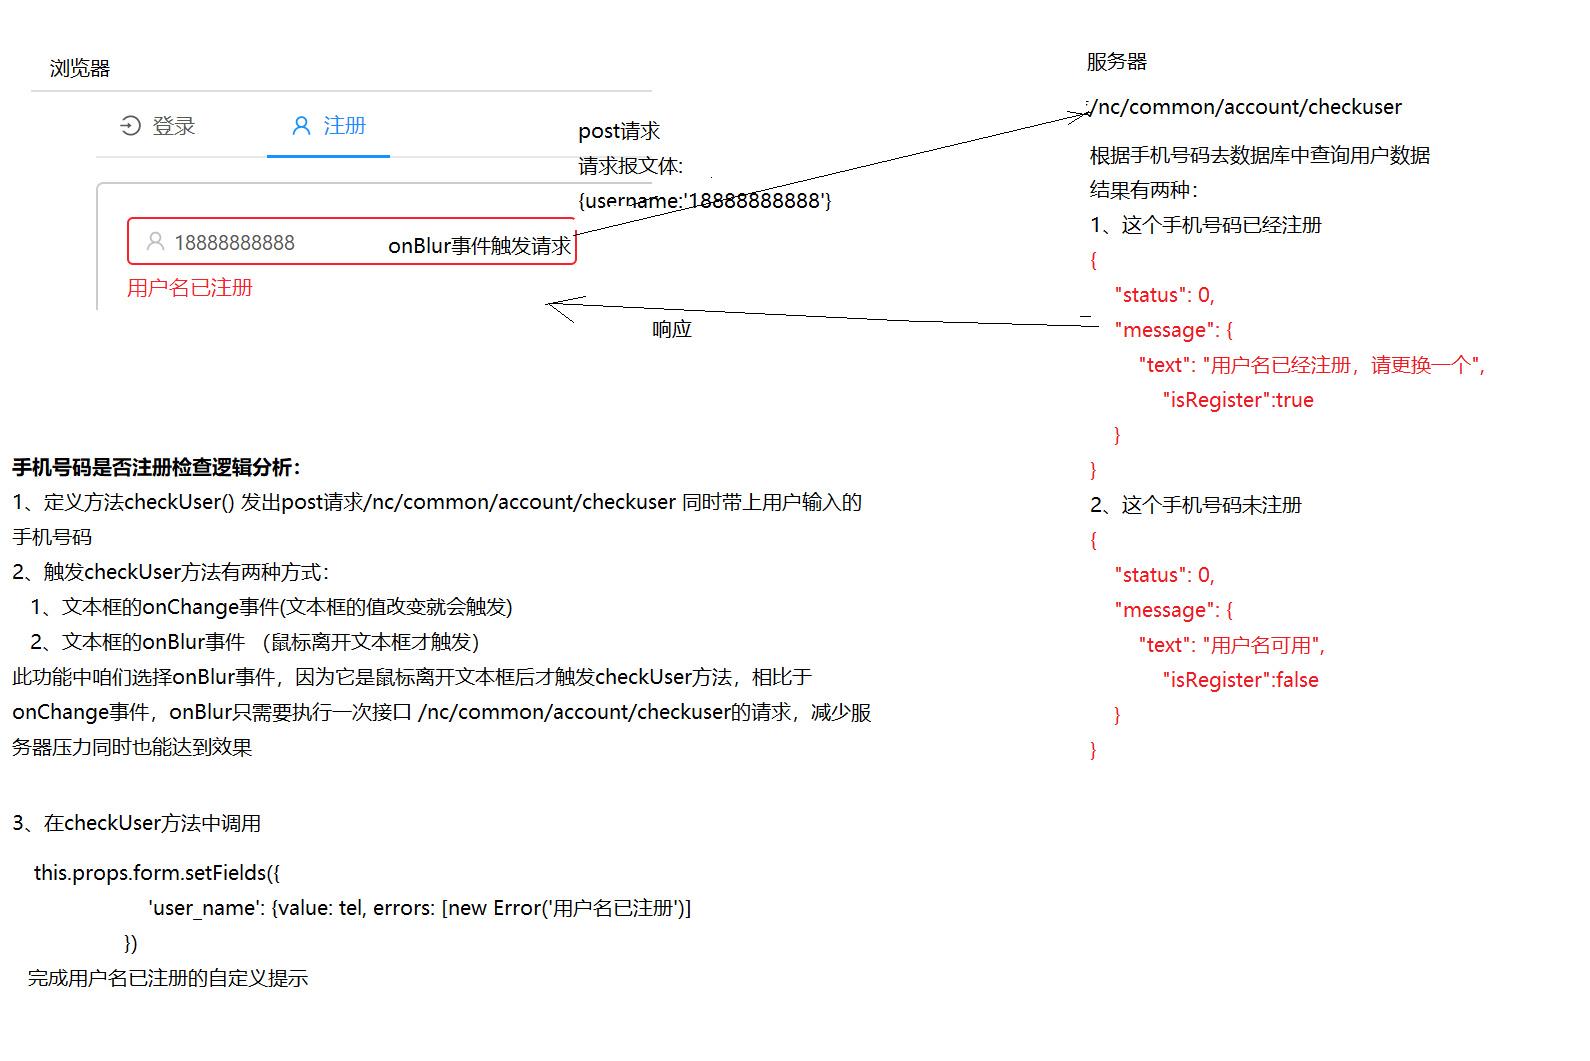 浏览器
登录
注册
18888888888
onBlur事件触发请求
用户名已注册
post请求
请求报文体:
{username:'18888888888'}
响应
服务器
/nc/common/account/checkuser
根据手机号码去数据库中查询用户数据
结果有两种：
1、这个手机号码已经注册
{
"status": 0,
"message": {
"text": "用户名已经注册，请更换一个",
"isRegister":true
}
}
2、这个手机号码未注册
{
"status": 0,
"message": {
"text": "用户名可用",
"isRegister":false
}
}
手机号码是否注册检查逻辑分析：
1、定义方法checkUser() 发出post请求/nc/common/account/checkuser 同时带上用户输入的
手机号码
2、触发checkUser方法有两种方式：
1、文本框的onChange事件(文本框的值改变就会触发)
2、文本框的onBlur事件 （鼠标离开文本框才触发）
此功能中咱们选择onBlur事件，因为它是鼠标离开文本框后才触发checkUser方法，相比于
onChange事件，onBlur只需要执行一次接口 /nc/common/account/checkuser的请求，减少服
务器压力同时也能达到效果
3、在checkUser方法中调用
this.props.form.setFields({
'user_name': {value: tel, errors: [new Error('用户名已注册')]
})
完成用户名已注册的自定义提示